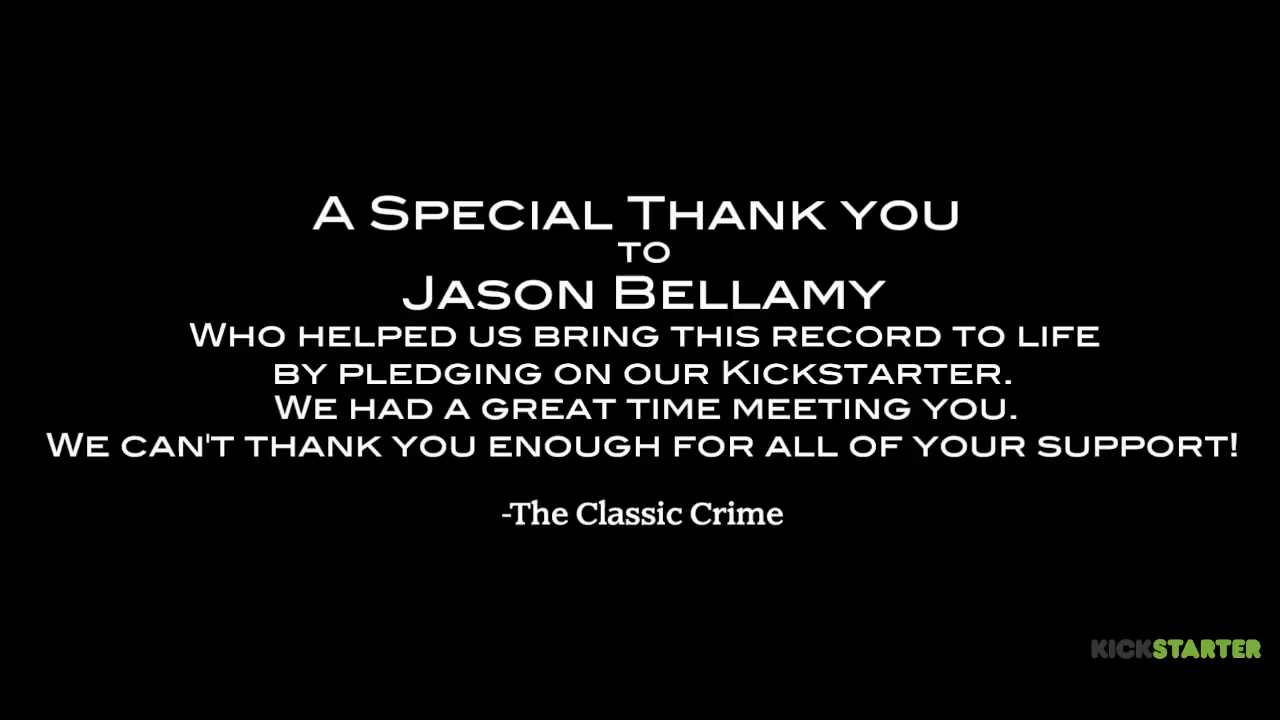 A Special Thank you
to
Jason Bellamy
Who helped us bring this record to life
by pledging on our Kickstarter.
We had a great time meeting you.
We can't thank you enough for all of your support!
-The Classic Crime
KICKSTARTER